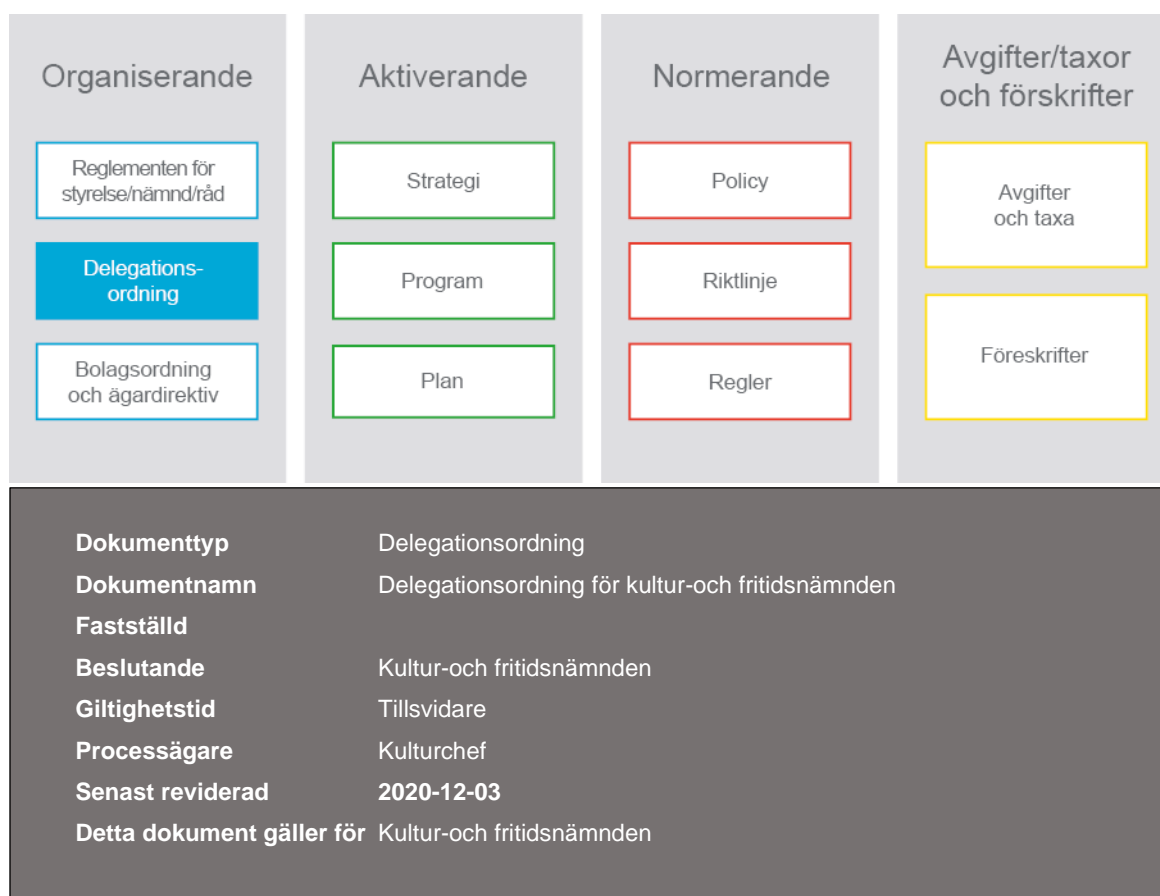 Organiserande
Reglementen för
styrelse/nämnd/råd
Delegations-
ordning
Bolagsordning
och ägardirektiv
Aktiverande
Strategi
Program
Plan
Normerande
Policy
Riktlinje
Regler
Avgifter/taxor
och förskrifter
Avgifter
och taxa
Föreskrifter
Dokumenttyp Delegationsordning
Dokumentnamn Delegationsordning för kultur-och fritidsnämnden
Fastställd
Beslutande Kultur-och fritidsnämnden
Giltighetstid Tillsvidare
Processägare Kulturchef
Senast reviderad 2020-12-03
Detta dokument gäller för Kultur-och fritidsnämnden